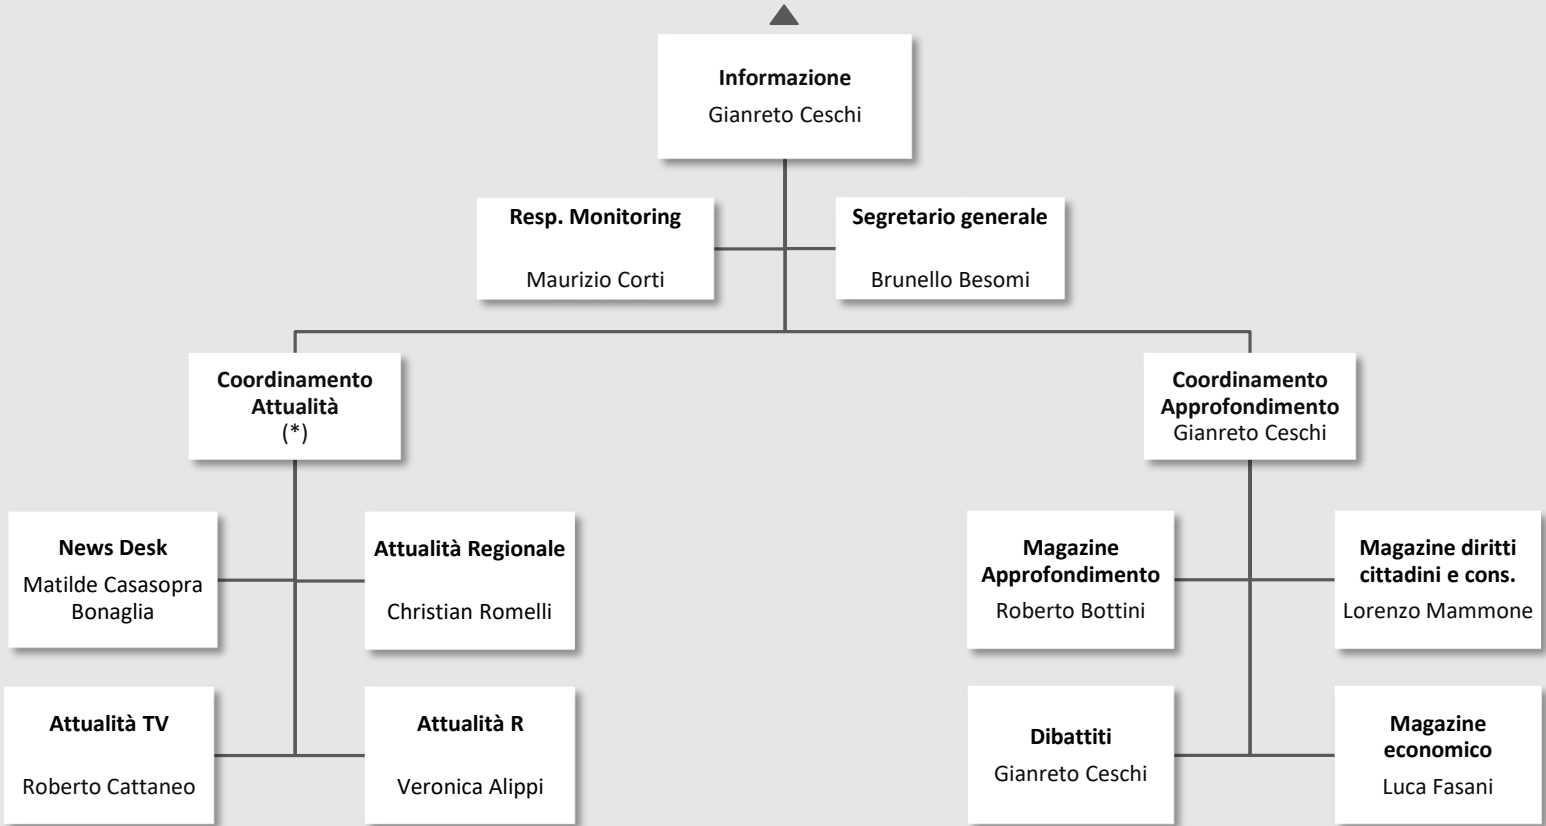 Informazione
Gianreto Ceschi
Resp. Monitoring
Maurizio Corti
Segretario generale
Brunello Besomi
Coordinamento
Attualità
(*)
Coordinamento
Approfondimento
Gianreto Ceschi
News Desk
Matilde Casasopra
Bonaglia
Attualità Regionale
Christian Romelli
Magazine
Approfondimento
Roberto Bottini
Magazine diritti
cittadini e cons.
Lorenzo Mammone
Attualità TV
Roberto Cattaneo
Attualità R
Veronica Alippi
Dibattiti
Gianreto Ceschi
Magazine
economico
Luca Fasani